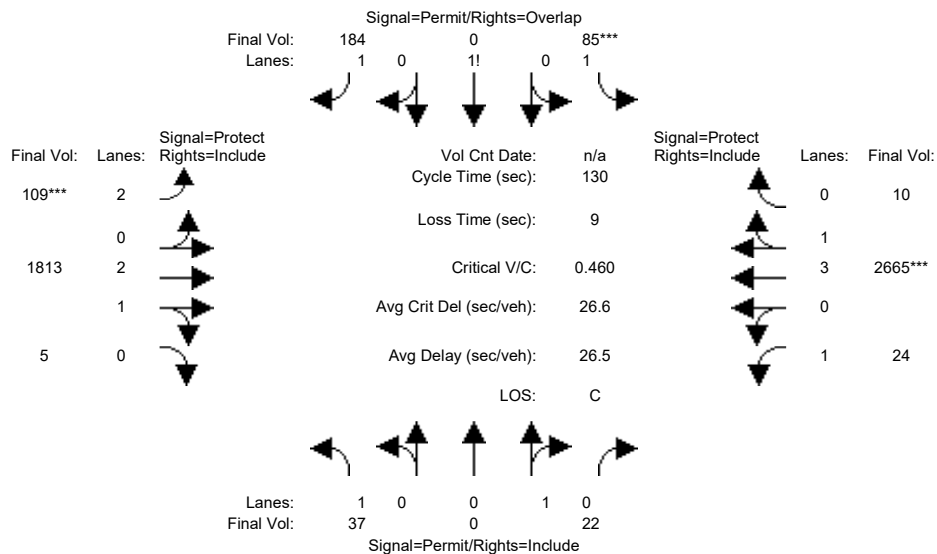 Signal=Permit/Rights=Overlap
Final Vol: 184 0 85***
Lanes: 1 0 1! 0 1
Signal=Protect
Final Vol: Lanes: Rights=Include
Vol Cnt Date: n/a
Signal=Protect
Rights=Include Lanes: Final Vol:
Cycle Time (sec): 130
109*** 2
0 10
Loss Time (sec): 9
0
1
1813 2
Critical V/C: 0.460
3 2665***
1
Avg Crit Del (sec/veh): 26.6
0
5 0
Avg Delay (sec/veh): 26.5
1 24
LOS: C
Lanes: 1 0 0 1 0
Final Vol: 37 0 22
Signal=Permit/Rights=Include